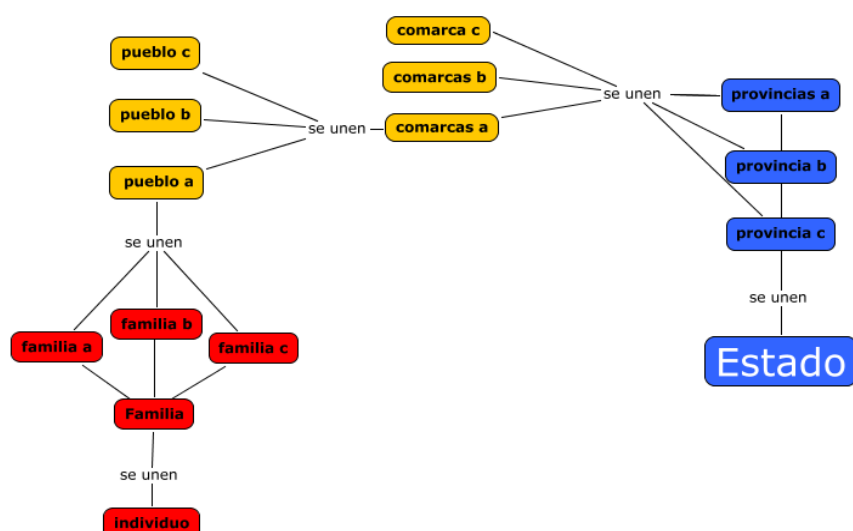 comarca c
pueblo c
comarcas b
se unen
provincias a
pueblo b
se unen
comarcas a
provincia b
pueblo a
provincia c
se unen
se unen
familia b
familia a
familia c
Estado
Familia
se unen
individuo